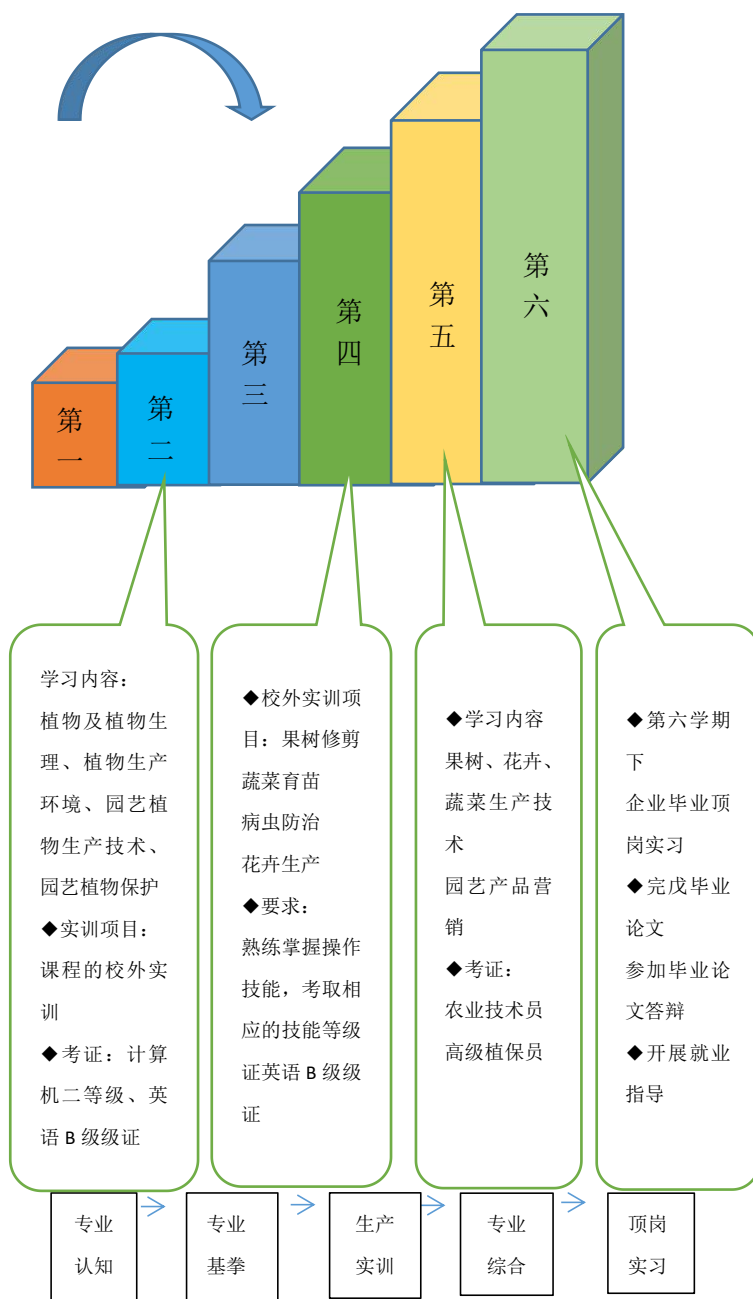 第
一
第
二
第
三
第
四
第
五
第
六
学习内容：
植物及植物生
理、植物生产
环境、园艺植
物生产技术、
园艺植物保护
◆实训项目：
课程的校外实
训
◆考证：计算
机二等级、英
语 B 级级证
◆校外实训项
目：果树修剪
蔬菜育苗
病虫防治
花卉生产
◆要求：
熟练掌握操作
技能，考取相
应的技能等级
证英语 B 级级
证
◆学习内容
果树、花卉、
蔬菜生产技
术
园艺产品营
销
◆考证：
农业技术员
高级植保员
◆第六学期
下
企业毕业顶
岗实习
◆完戊毕业
论文
参加毕业论
文答辩
◆开展就业
指导
专业
认知
专业
基拳
生产
实训
专业
综合
顶岗
实习